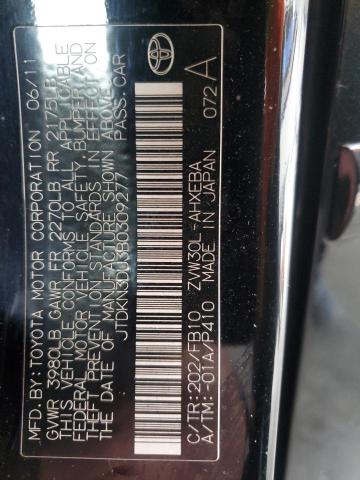 MFD. BY: TOYOTA MOTOR CORPORATION 06/11
GVWR 3980LB GAWR FR 2270LB RR 2175LB
THIS VEHICLE CONFORMS TO ALL APPLICABLE
FEDERAL MOTOR VEHICLE SAFETY, BUMPER, AND
THEFT PREVENTION STANDARDS IN EFFECT ON
THE DATE OF MANUFACTURE SHOWN ABOVE.
PASS.CAR
C/TR:202/FB10 ZVW30L-AHXEBA
A/TM:-01A/P410 MADE IN JAPAN 072 A